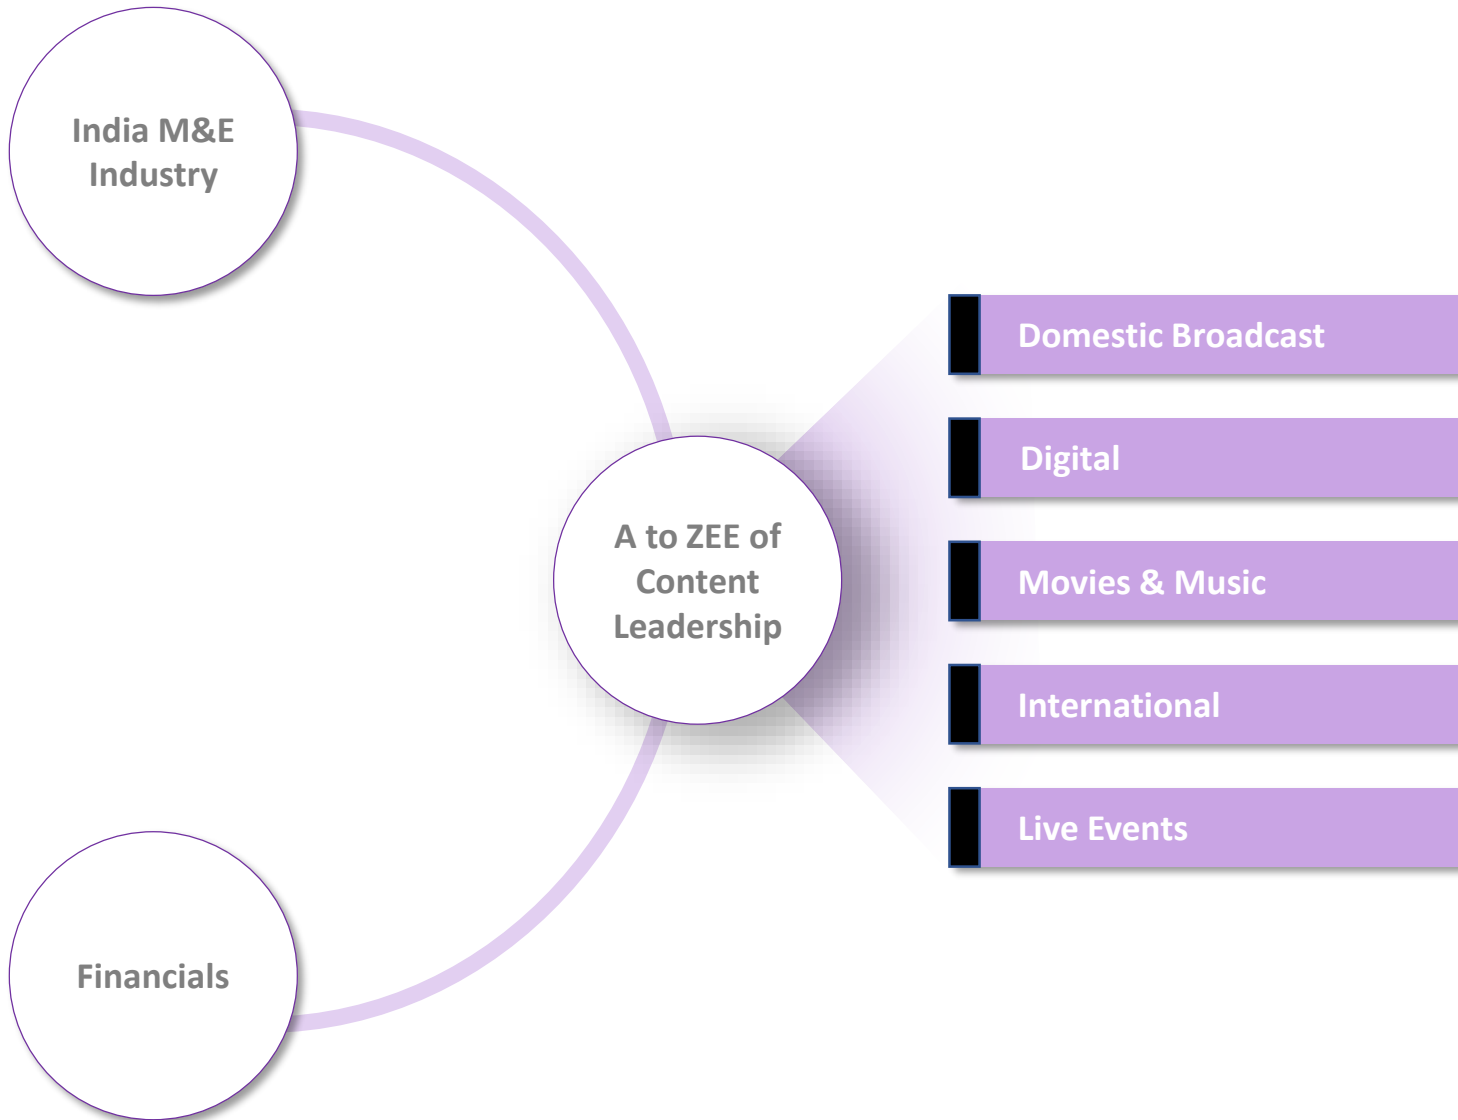 India M&E
Industry
A to ZEE of
Content
Leadership
Domestic Broadcast
Digital
Movies & Music
International
Live Events
Financials